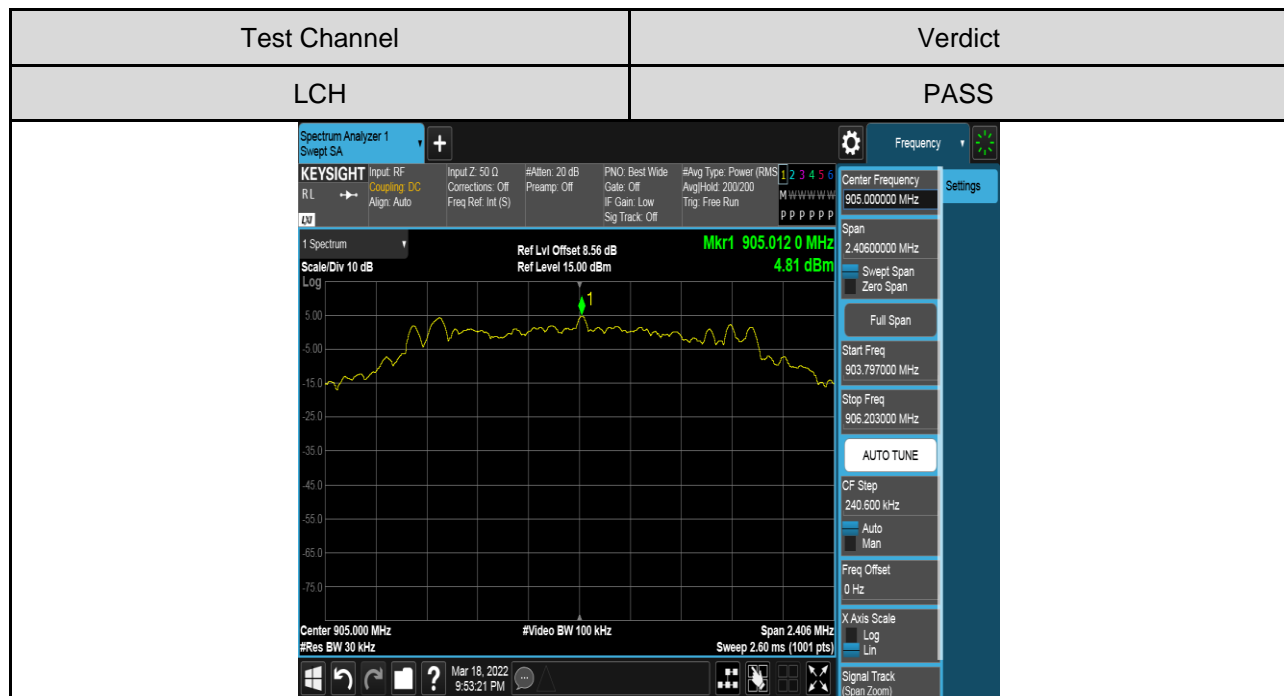 Test Channel
Verdict
LCH
PASS
Spectrum Analyzer 1
Swept SA
+
Frequency
KEYSIGHT
RL
LXI
Input: RF
Coupling: DC
Align: Auto
Input Z: 50 Ω
Corrections: Off
Freq Ref: Int (S)
#Atten: 20 dB
Preamp: Off
PNO: Best Wide
Gate: Off
IF Gain: Low
Sig Track: Off
#Avg Type: Power (RMS
Avg|Hold: 200/200
Trig: Free Run
1 2 3 4 5 6
M W W W W W
P P P P P P
1 Spectrum
Scale/Div 10 dB
Log
Ref Lvl Offset 8.56 dB
Ref Level 15.00 dBm
Mkr1 905.012 0 MHz
4.81 dBm
1
5.00
-5.00
-15.0
-25.0
-35.0
-45.0
-55.0
-65.0
-75.0
Center 905.000 MHz
#Res BW 30 kHz
#Video BW 100 kHz
Span 2.406 MHz
Sweep 2.60 ms (1001 pts)
?
Mar 18, 2022
9:53:21 PM
Center Frequency
905.000000 MHz
Span
2.40600000 MHz
Swept Span
Zero Span
Full Span
Start Freq
903.797000 MHz
Stop Freq
906.203000 MHz
AUTO TUNE
CF Step
240.600 kHz
Auto
Man
Freq Offset
0 Hz
X Axis Scale
Log
Lin
Signal Track
(Span Zoom)
Settings